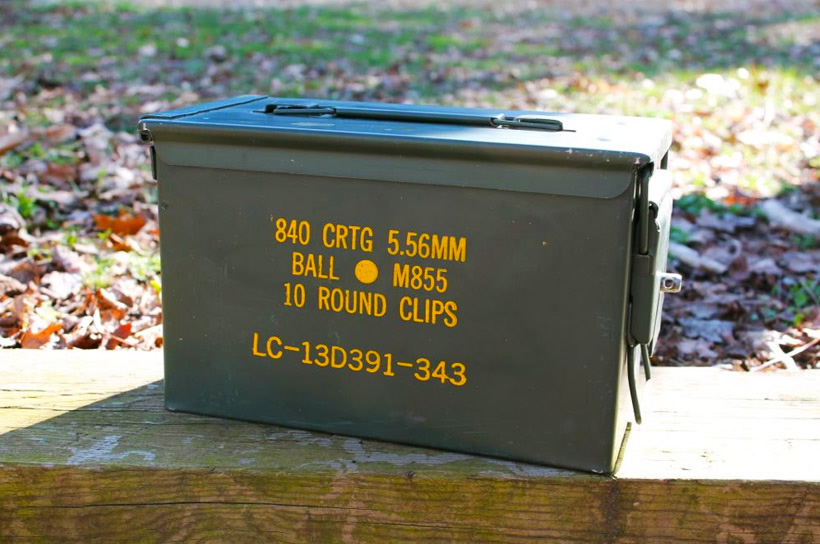 840 CRTG 5.56MM
BALL M855
10 ROUND CLIPS
LC-13D391-343